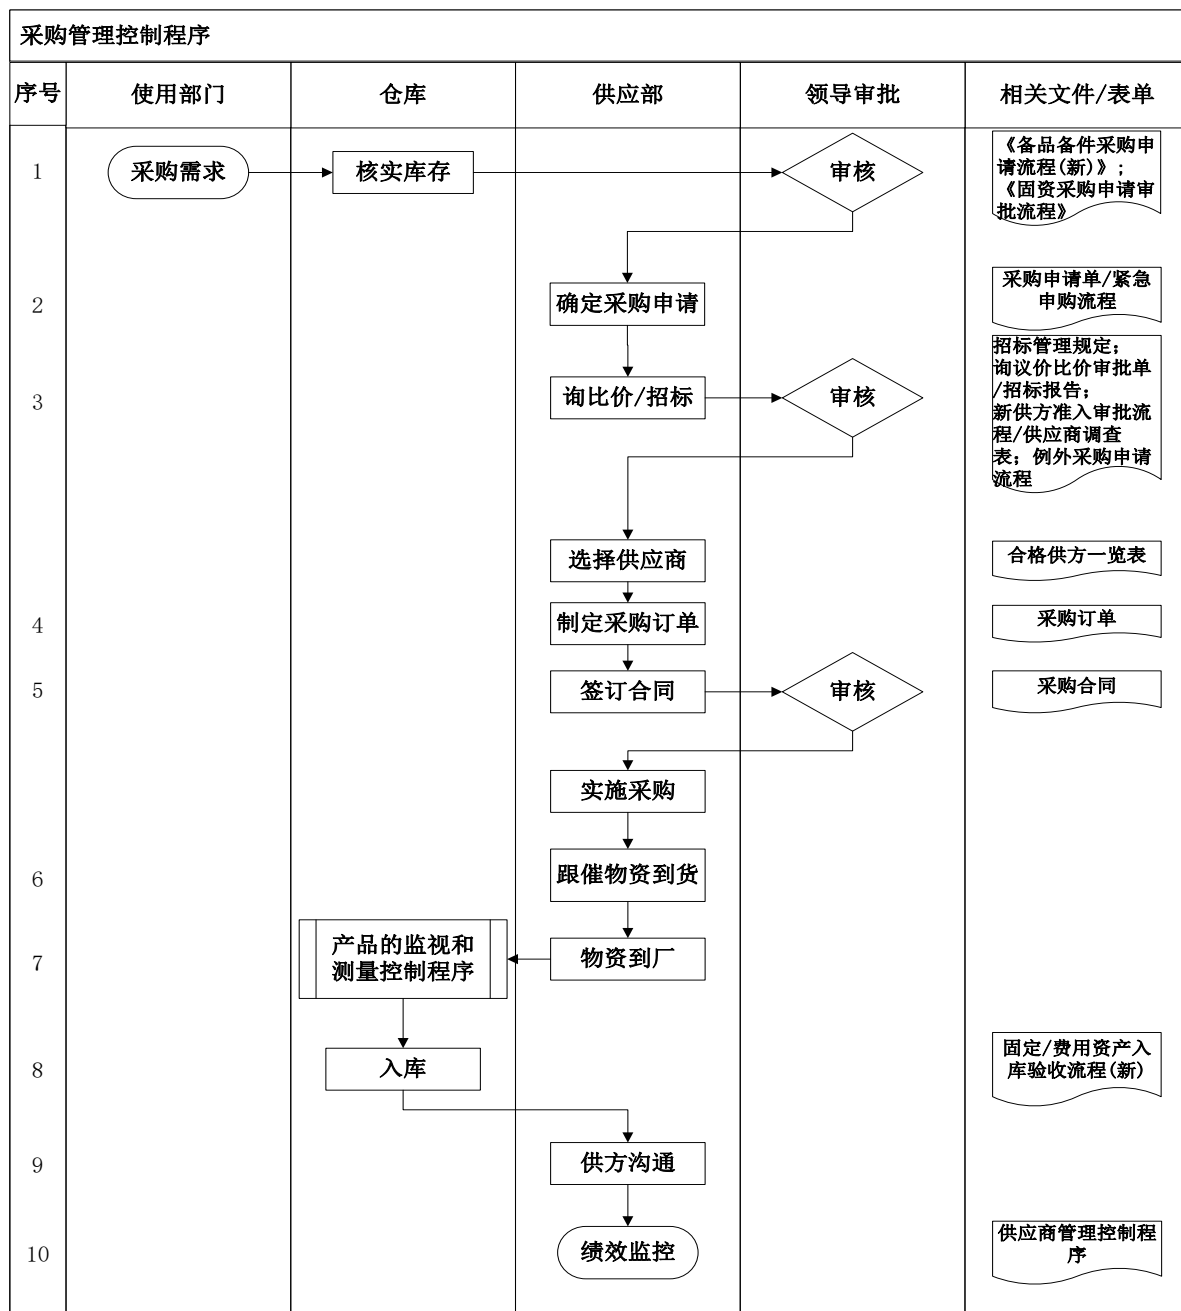 采购管理控制程序
序号
使用部门
仓库
供应部
领导审批
相关文件/表单
1
采购需求
核实库存
审核
《备品备件采购申
请流程(新)》;
《固资采购申请审
批流程》
2
确定采购申请
采购申请单/紧急
申购流程
3
询比价/招标
审核
招标管理规定;
询议价比价审批单
/招标报告;
新供方准入审批流
程/供应商调查
表; 例外采购申请
流程
选择供应商
合格供方一览表
4
制定采购订单
采购订单
5
签订合同
审核
采购合同
实施采购
6
跟催物资到货
7
产品的监视和
测量控制程序
物资到厂
8
入库
固定/费用资产入
库验收流程(新)
9
供方沟通
10
绩效监控
供应商管理控制程
序